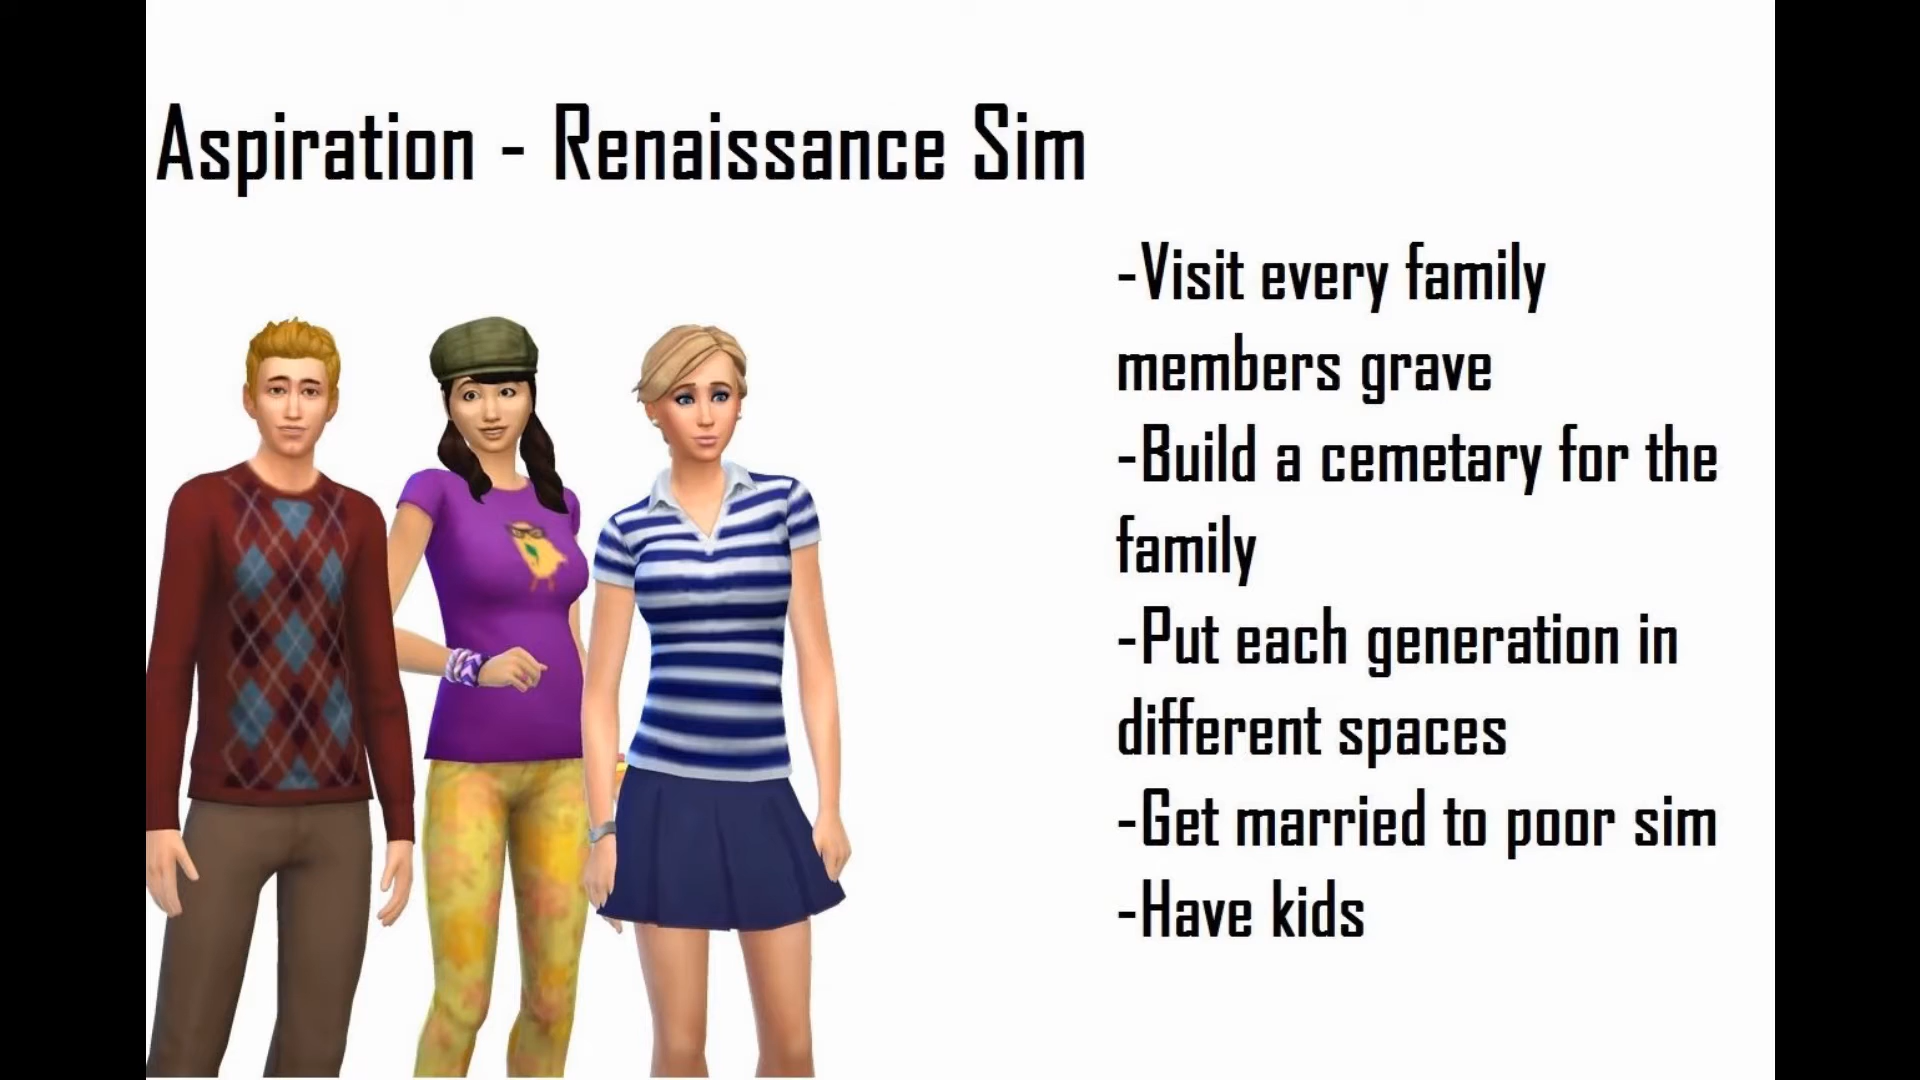 Aspiration - Renaissance Sim
-Visit every family
members grave
-Build a cemetary for the
family
-Put each generation in
different spaces
-Get married to poor sim
-Have kids